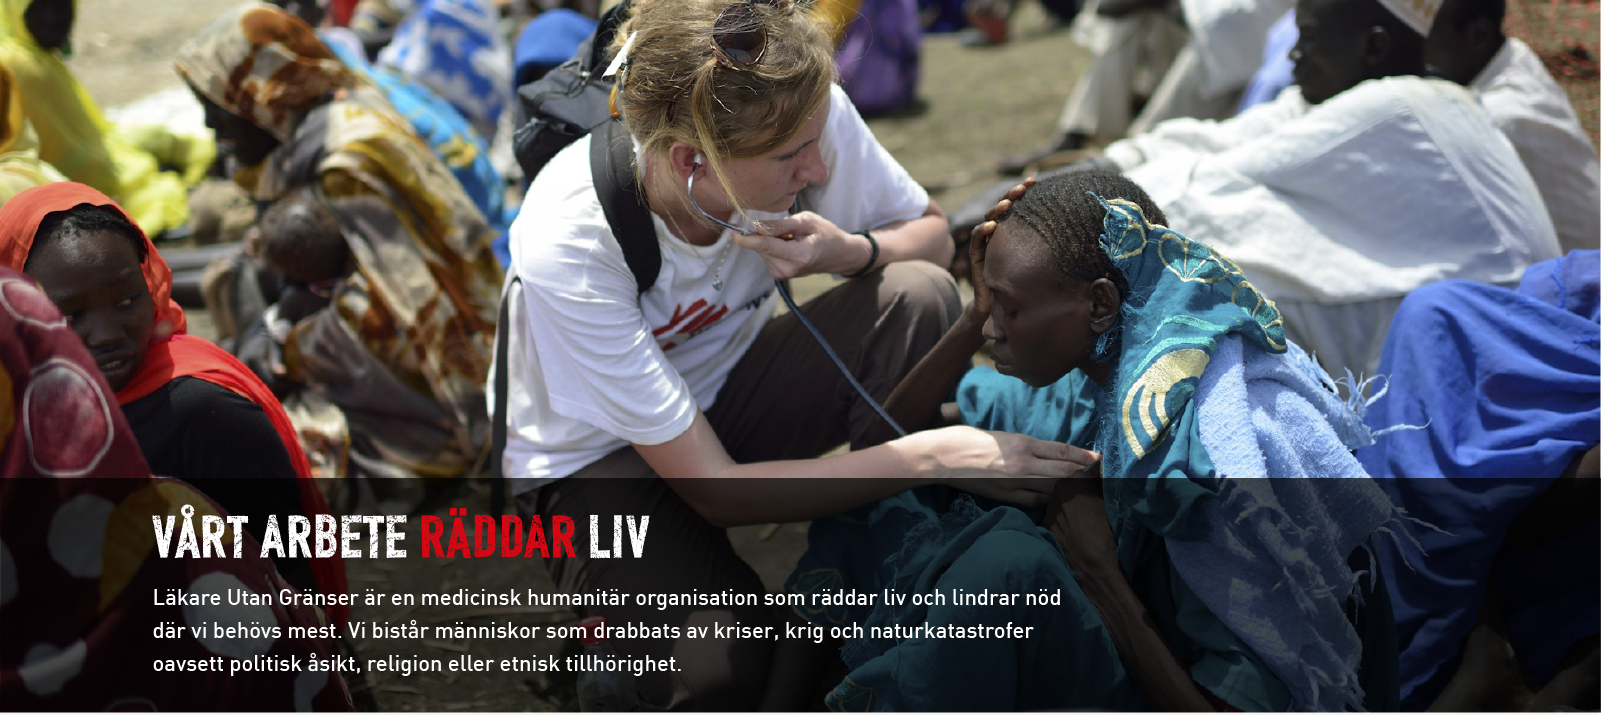 VÅRT ARBETE RÄDDAR LIV
Läkare Utan Gränser är en medicinsk humanitär organisation som räddar liv och lindrar nöd
där vi behövs mest. Vi bistår människor som drabbats av kriser, krig och naturkatastrofer
oavsett politisk åsikt, religion eller etnisk tillhörighet.